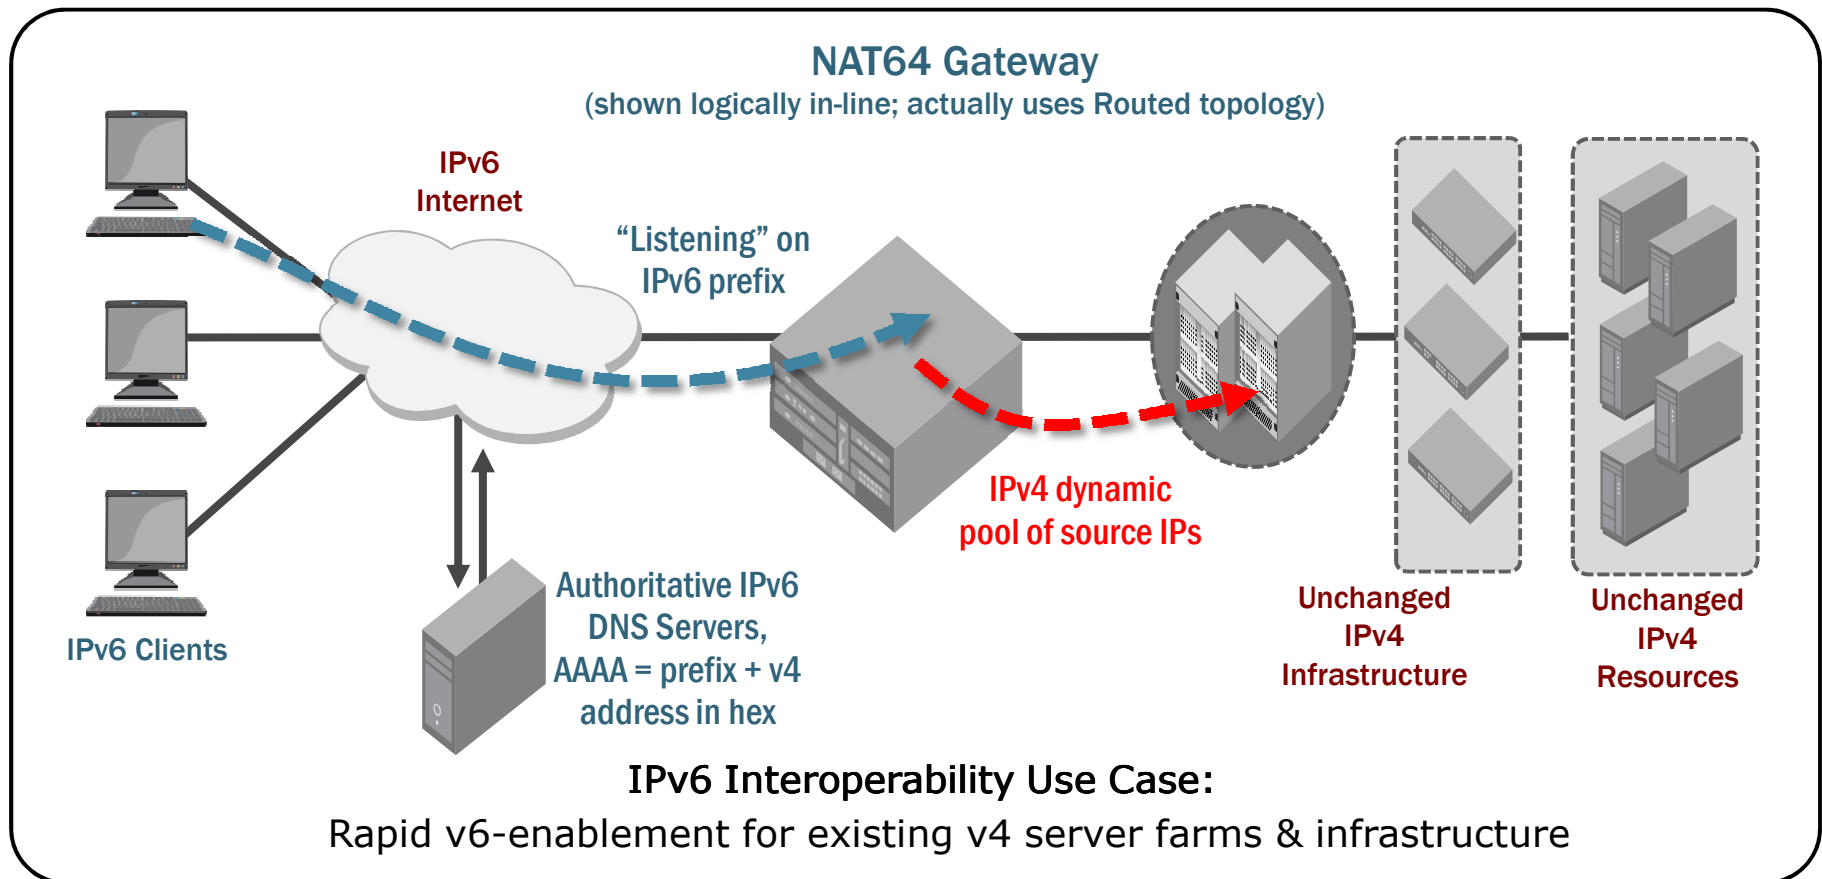 NAT64 Gateway
(shown logically in-line; actually uses Routed topology)
IPv6
Internet
“Listening” on
IPv6 prefix
IPv4 dynamic
pool of source IPs
Authoritative IPv6
DNS Servers,
AAAA = prefix + v4
address in hex
IPv6 Clients
Unchanged
IPv4
Infrastructure
Unchanged
IPv4
Resources
IPv6 Interoperability Use Case:
Rapid v6-enablement for existing v4 server farms & infrastructure